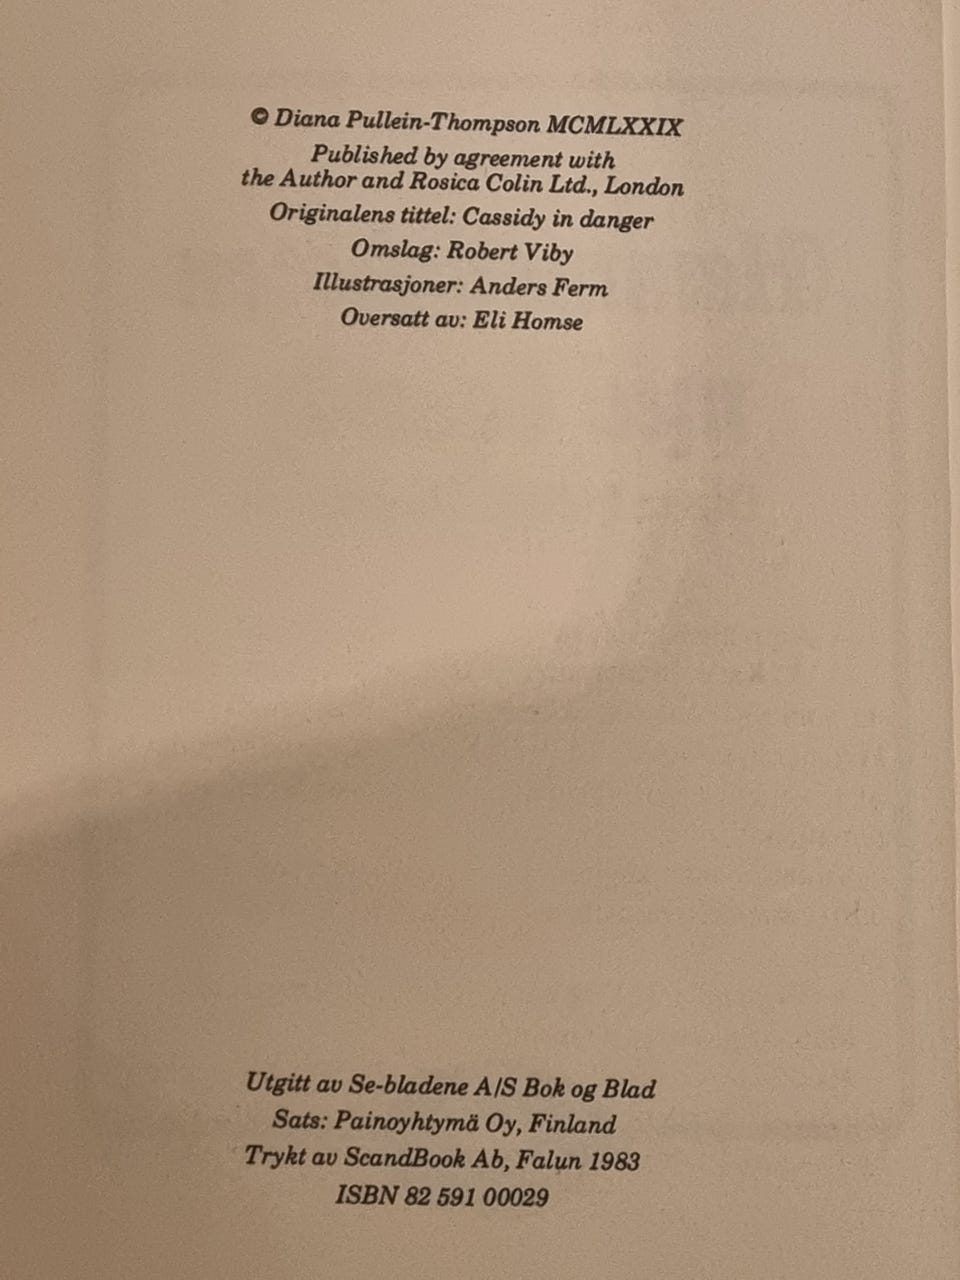 © Diana Pullein-Thompson MCMLXXIX
Published by agreement with
the Author and Rosica Colin Ltd., London
Originalens tittel: Cassidy in danger
Omslag: Robert Viby
Illustrasjoner: Anders Ferm
Oversatt av: Eli Homse
Utgitt av Se-bladene A/S Bok og Blad
Sats: Painoyhtymä Oy, Finland
Trykt av ScandBook Ab, Falun 1983
ISBN 82 591 00029